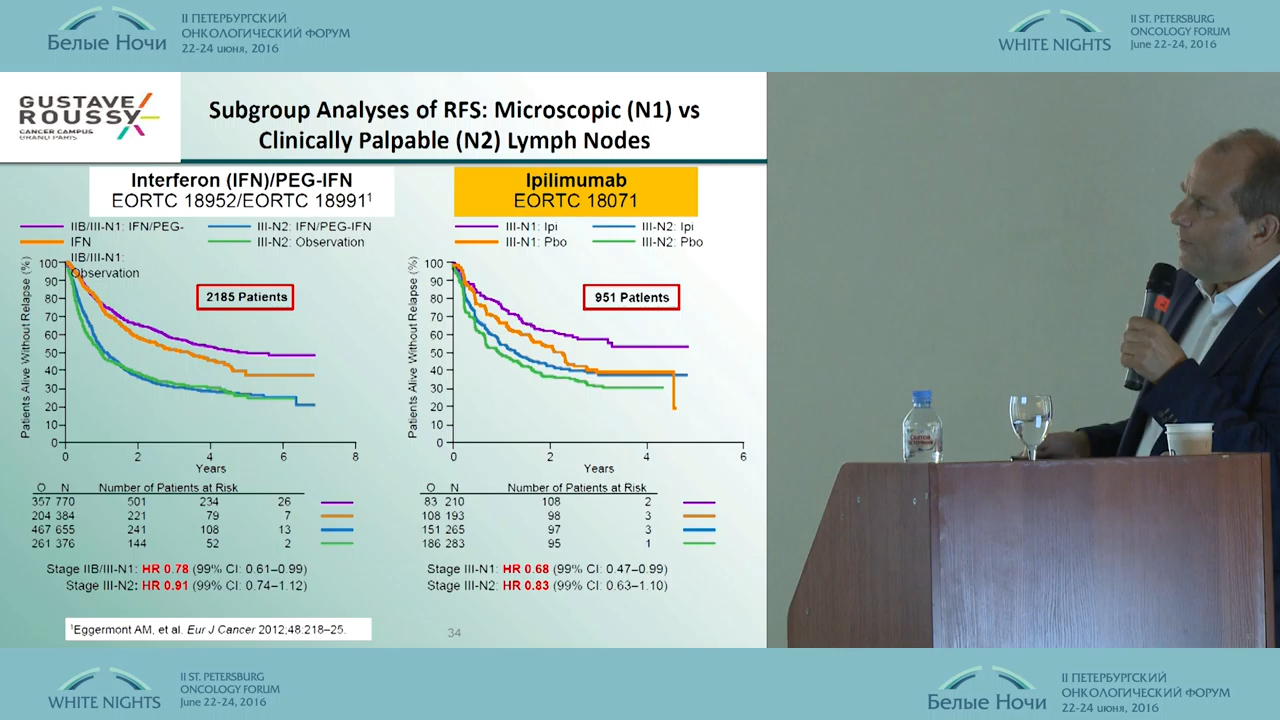 II ПЕТЕРБУРГСКИЙ
ОНКОЛОГИЧЕСКИЙ ФОРУМ
Белые Ночи
22-24 июня, 2016
II ST. PETERSBURG
ONCOLOGY FORUM
WHITE NIGHTS
June 22-24, 2016
GUSTAVE
ROUSSY
CANCER CAMPUS
GRAND PARIS
Subgroup Analyses of RFS: Microscopic (N1) vs
Clinically Palpable (N2) Lymph Nodes
Interferon (IFN)/PEG-IFN
EORTC 18952/EORTC 18991¹
IIB/III-N1: IFN/PEG-
IFN
IIB/III-N1:
Observation
III-N2: IFN/PEG-IFN
III-N2: Observation
Patients Alive Without Relapse (%)
100
90
80
70
60
50
40
30
20
10
0
2185 Patients
0 2 4 6 8
Years
O N Number of Patients at Risk
357 770 501 234 26
204 384 221 79 7
467 655 241 108 13
261 376 144 52 2
Stage IIB/III-N1: HR 0.78 (99% CI: 0.61–0.99)
Stage III-N2: HR 0.91 (99% CI: 0.74–1.12)
Ipilimumab
EORTC 18071
III-N1: Ipi
III-N1: Pbo
III-N2: Ipi
III-N2: Pbo
Patients Alive Without Relapse (%)
100
90
80
70
60
50
40
30
20
10
0
951 Patients
0 2 4 6
Years
O N Number of Patients at Risk
83 210 108 2
108 193 98 3
151 265 97 3
186 283 95 1
Stage III-N1: HR 0.68 (99% CI: 0.47–0.99)
Stage III-N2: HR 0.83 (99% CI: 0.63–1.10)
¹Eggermont AM, et al. Eur J Cancer 2012;48:218–25.
34
II ST. PETERSBURG
ONCOLOGY FORUM
WHITE NIGHTS
June 22-24, 2016
II ПЕТЕРБУРГСКИЙ
ОНКОЛОГИЧЕСКИЙ ФОРУМ
Белые Ночи
22-24 июня, 2016